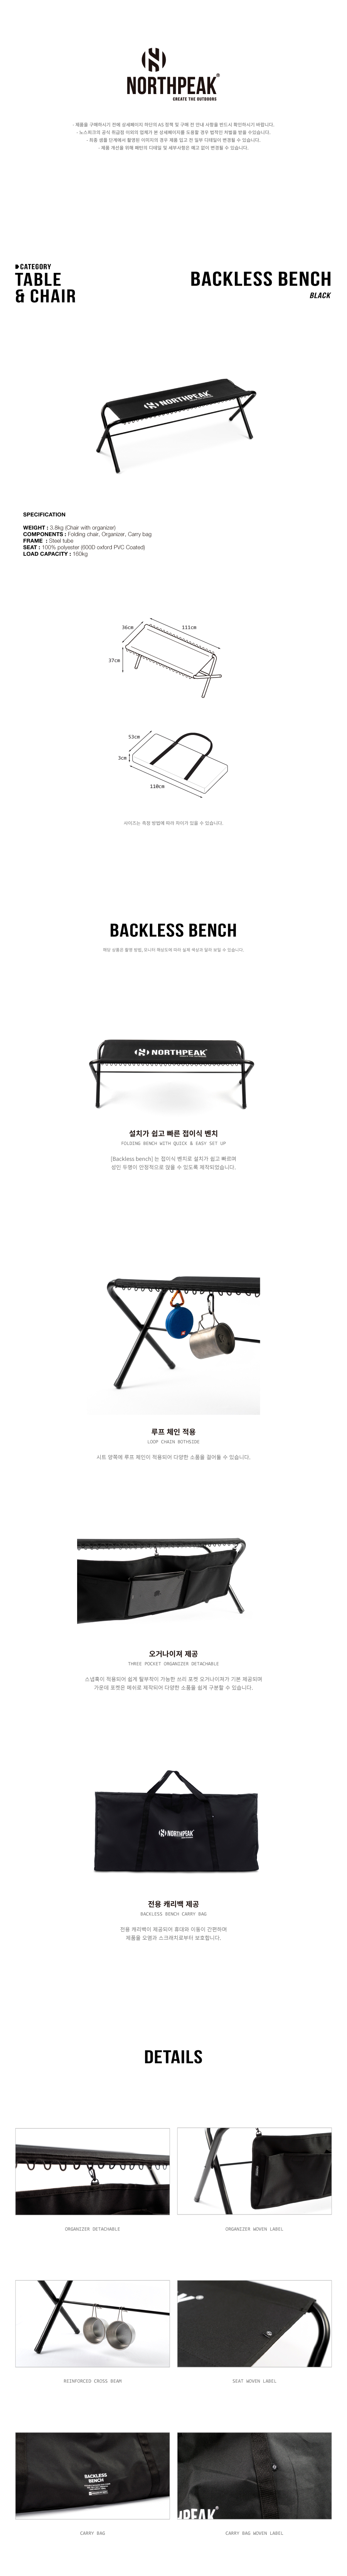 NORTHPEAK®
CREATE THE OUTDOORS
- 제품을 구매하시기 전에 상세페이지 하단의 AS 정책 및 구매 전 안내 사항을 반드시 확인하시기 바랍니다.
- 노스피크의 공식 취급점 이외의 업체가 본 상세페이지를 도용할 경우 법적인 처벌을 받을 수있습니다.
- 최종 샘플 단계에서 촬영된 이미지의 경우 제품 입고 전 일부 디테일이 변경될 수 있습니다.
- 제품 개선을 위해 패턴의 디테일 및 세부사항은 예고 없이 변경될 수 있습니다.
CATEGORY
TABLE
& CHAIR
BACKLESS BENCH
BLACK
NORTHPEAK
SPECIFICATION
WEIGHT : 3.8kg (Chair with organizer)
COMPONENTS : Folding chair, Organizer, Carry bag
FRAME : Steel tube
SEAT : 100% polyester (600D oxford PVC Coated)
LOAD CAPACITY : 160kg
36cm
111cm
37cm
53cm
3cm
110cm
사이즈는 측정 방법에 따라 차이가 있을 수 있습니다.
BACKLESS BENCH
해당 상품은 촬영 방법, 모니터 해상도에 따라 실제 색상과 달라 보일 수 있습니다.
NORTHPEAK
설치가 쉽고 빠른 접이식 벤치
FOLDING BENCH WITH QUICK & EASY SET UP
[Backless bench] 는 접이식 벤치로 설치가 쉽고 빠르며
성인 두명이 안정적으로 앉을 수 있도록 제작되었습니다.
루프 체인 적용
LOOP CHAIN BOTHSIDE
시트 양쪽에 루프 체인이 적용되어 다양한 소품을 걸어둘 수 있습니다.
오거나이져 제공
THREE POCKET ORGANIZER DETACHABLE
스냅훅이 적용되어 쉽게 탈부착이 가능한 쓰리 포켓 오거나이져가 기본 제공되며
가운데 포켓은 메쉬로 제작되어 다양한 소품을 쉽게 구분할 수 있습니다.
NORTHPEAK
전용 캐리백 제공
BACKLESS BENCH CARRY BAG
전용 캐리백이 제공되어 휴대와 이동이 간편하며
제품을 오염과 스크래치로부터 보호합니다.
DETAILS
ORGANIZER DETACHABLE
ORGANIZER WOVEN LABEL
REINFORCED CROSS BEAM
SEAT WOVEN LABEL
BACKLESS
BENCH
CARRY BAG
CARRY BAG WOVEN LABEL